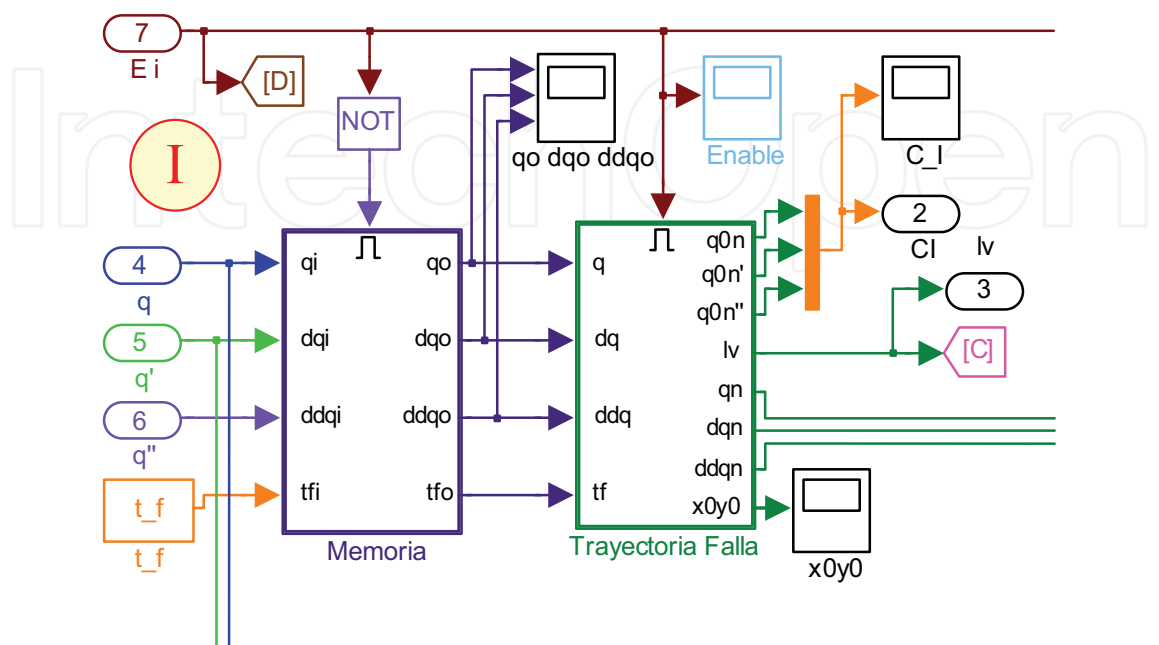 7
E i
[D]
NOT
I
qo dqo ddqo
Enable
C_I
IntechOpen
4
q
5
q'
6
q''
t_f
t_f
qi
dqi
ddqi
tfi
qo
dqo
ddqo
tfo
Memoria
q
dq
ddq
tf
q0n
q0n'
q0n''
lv
qn
dqn
ddqn
x0y0
Trayectoria Falla
2
CI
lv
3
[C]
x0y0